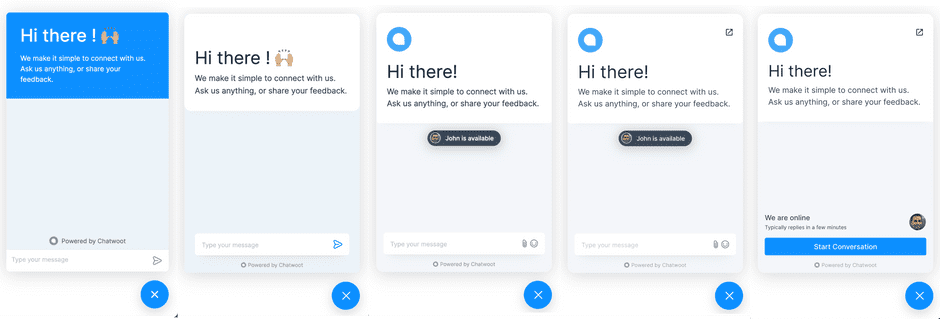 Hi there ! 🙌🏼
We make it simple to connect with us.
Ask us anything, or share your
feedback.
Powered by Chatwoot
Type your message
Hi there ! 🙌🏼
We make it simple to connect with us.
Ask us anything, or share your feedback.
Type your message
Powered by Chatwoot
Hi there!
We make it simple to connect with us.
Ask us anything, or share your feedback.
John is available
Type your message
Powered by Chatwoot
Hi there!
We make it simple to connect with us.
Ask us anything, or share your feedback.
John is available
Type your message
Powered by Chatwoot
Hi there!
We make it simple to connect with us.
Ask us anything, or share your feedback.
We are online
Typically replies in a few minutes
Start Conversation
Powered by Chatwoot